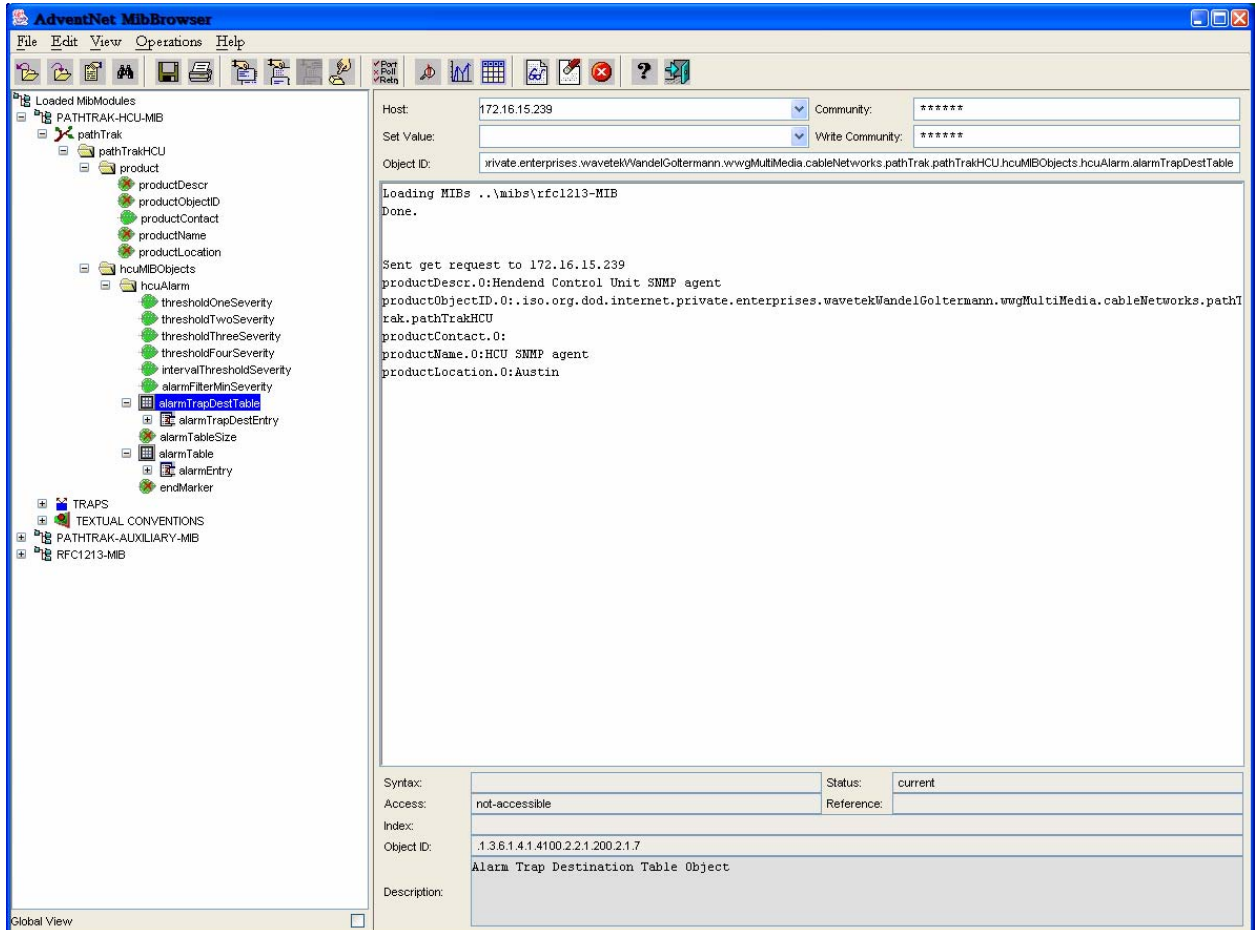 AdventNet MibBrowser
File Edit View Operations Help
Port
Poll
Retn
Loaded MibModules
PATHTRAK-HCU-MIB
pathTrak
pathTrakHCU
product
productDescr
productObjectID
productContact
productName
productLocation
hcuMIBObjects
hcuAlarm
thresholdOneSeverity
thresholdTwoSeverity
thresholdThreeSeverity
thresholdFourSeverity
intervalThresholdSeverity
alarmFilterMinSeverity
alarmTrapDestTable
alarmTrapDestEntry
alarmTableSize
alarmTable
alarmEntry
endMarker
TRAPS
TEXTUAL CONVENTIONS
PATHTRAK-AUXILIARY-MIB
RFC1213-MIB
Global View
Host: 172.16.15.239 Community: ******
Set Value: Write Community: ******
Object ID: private.enterprises.wavetekWandelGoltermann.wwgMultiMedia.cableNetworks.pathTrak.pathTrakHCU.hcuMIBObjects.hcuAlarm.alarmTrapDestTable
Loading MIBs ..\mibs\rfc1213-MIB
Done.
Sent get request to 172.16.15.239
productDescr.0:Hendend Control Unit SNMP agent
productObjectID.0:.iso.org.dod.internet.private.enterprises.wavetekWandelGoltermann.wwgMultiMedia.cableNetworks.pathT
rak.pathTrakHCU
productContact.0:
productName.0:HCU SNMP agent
productLocation.0:Austin
Syntax: Status: current
Access: not-accessible Reference:
Index:
Object ID: .1.3.6.1.4.1.4100.2.2.1.200.2.1.7
Description: Alarm Trap Destination Table Object